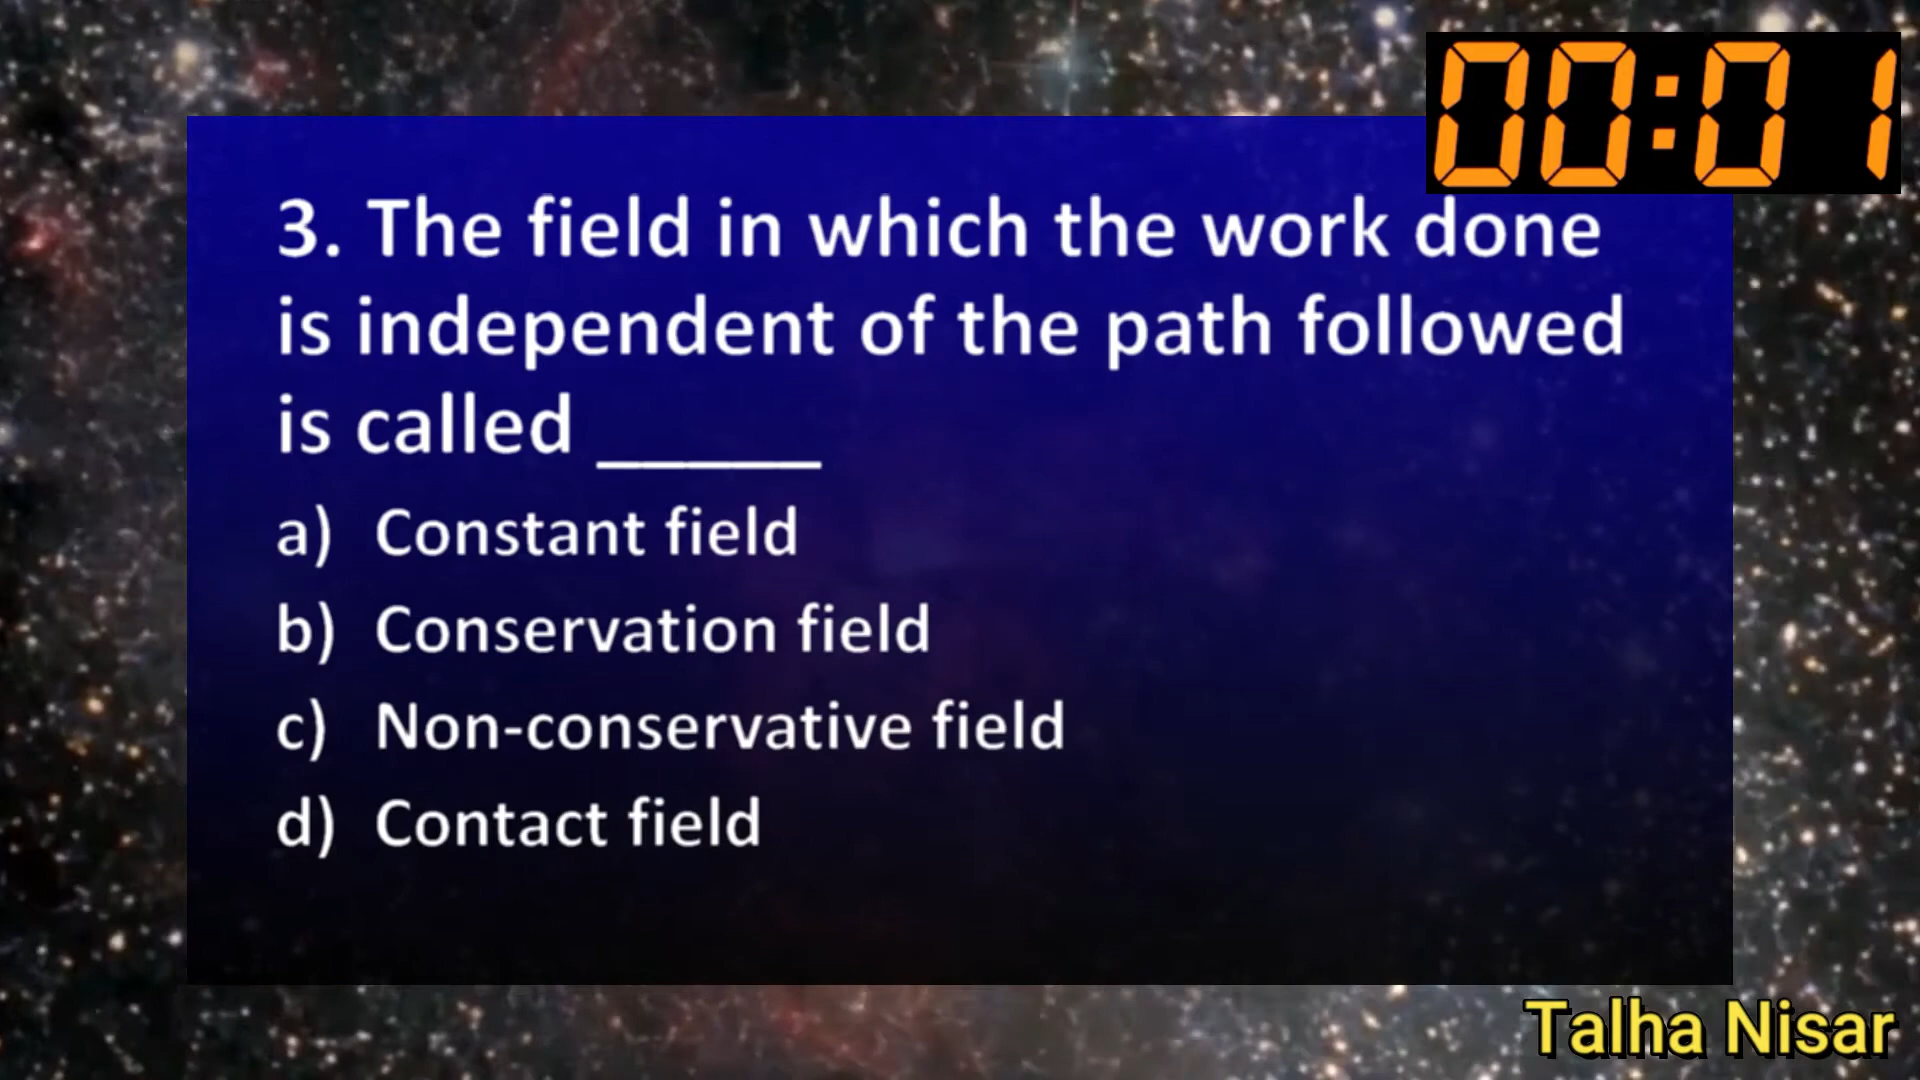 00:01
3. The field in which the work done
is independent of the path followed
is called _____
a) Constant field
b) Conservation field
c) Non-conservative field
d) Contact field
Talha Nisar